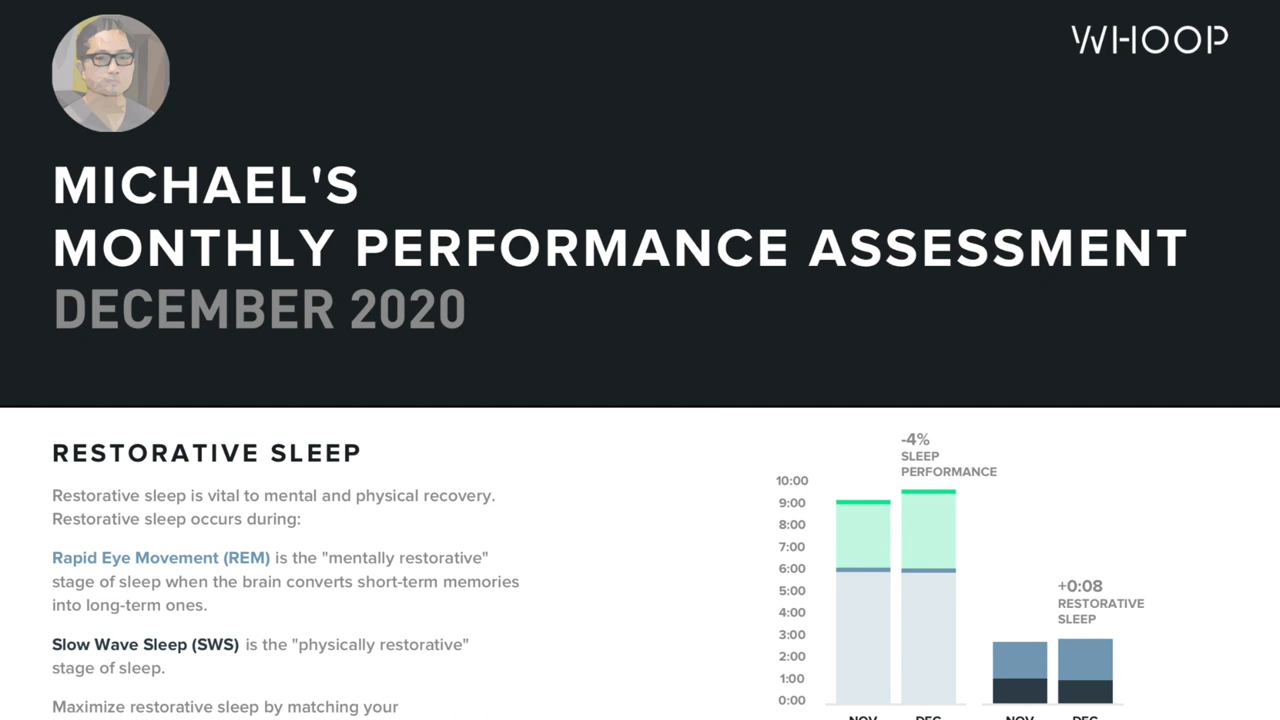 WHOOP
MICHAEL'S
MONTHLY PERFORMANCE ASSESSMENT
DECEMBER 2020
RESTORATIVE SLEEP
Restorative sleep is vital to mental and physical recovery.
Restorative sleep occurs during:
Rapid Eye Movement (REM) is the "mentally restorative"
stage of sleep when the brain converts short-term memories
into long-term ones.
Slow Wave Sleep (SWS) is the "physically restorative"
stage of sleep.
Maximize restorative sleep by matching your
-4%
SLEEP
PERFORMANCE
10:00
9:00
8:00
7:00
6:00
5:00
4:00
3:00
2:00
1:00
0:00
+0:08
RESTORATIVE
SLEEP
NOV DEC NOV DEC